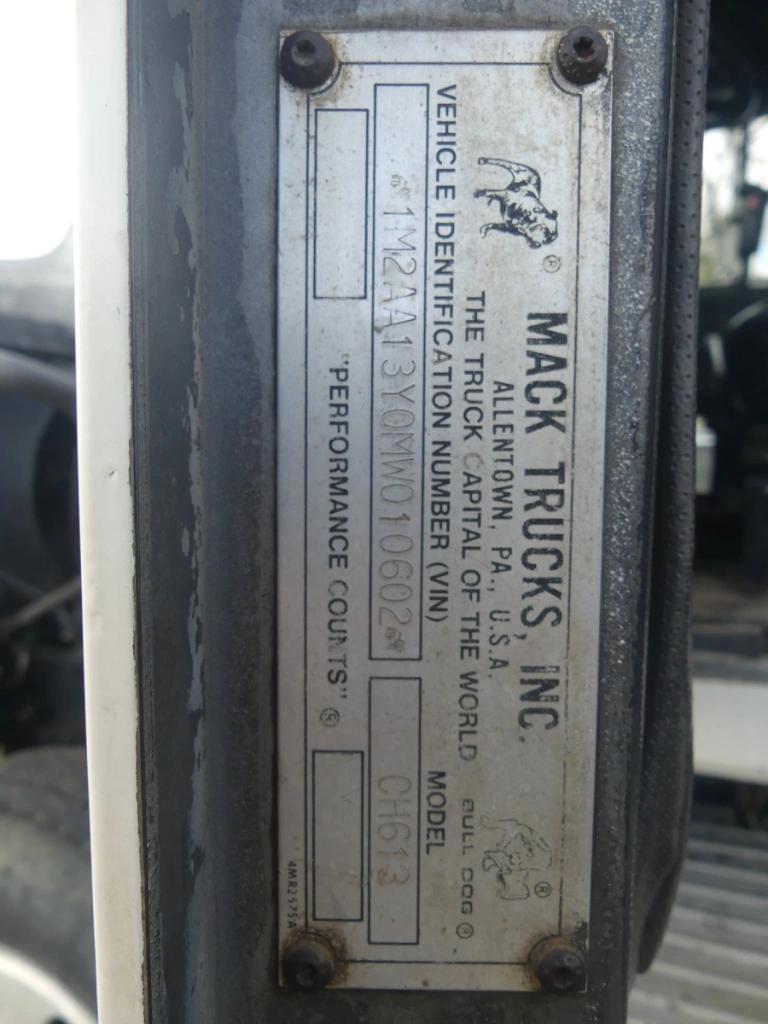 MACK TRUCKS, INC.
ALLENTOWN, PA., U.S.A.
THE TRUCK CAPITAL OF THE WORLD
BULL DOG ®
®
®
VEHICLE IDENTIFICATION NUMBER (VIN)
MODEL
1M2AA13Y0MW010602
CH613
"PERFORMANCE COUNTS" ®
4MR2575A